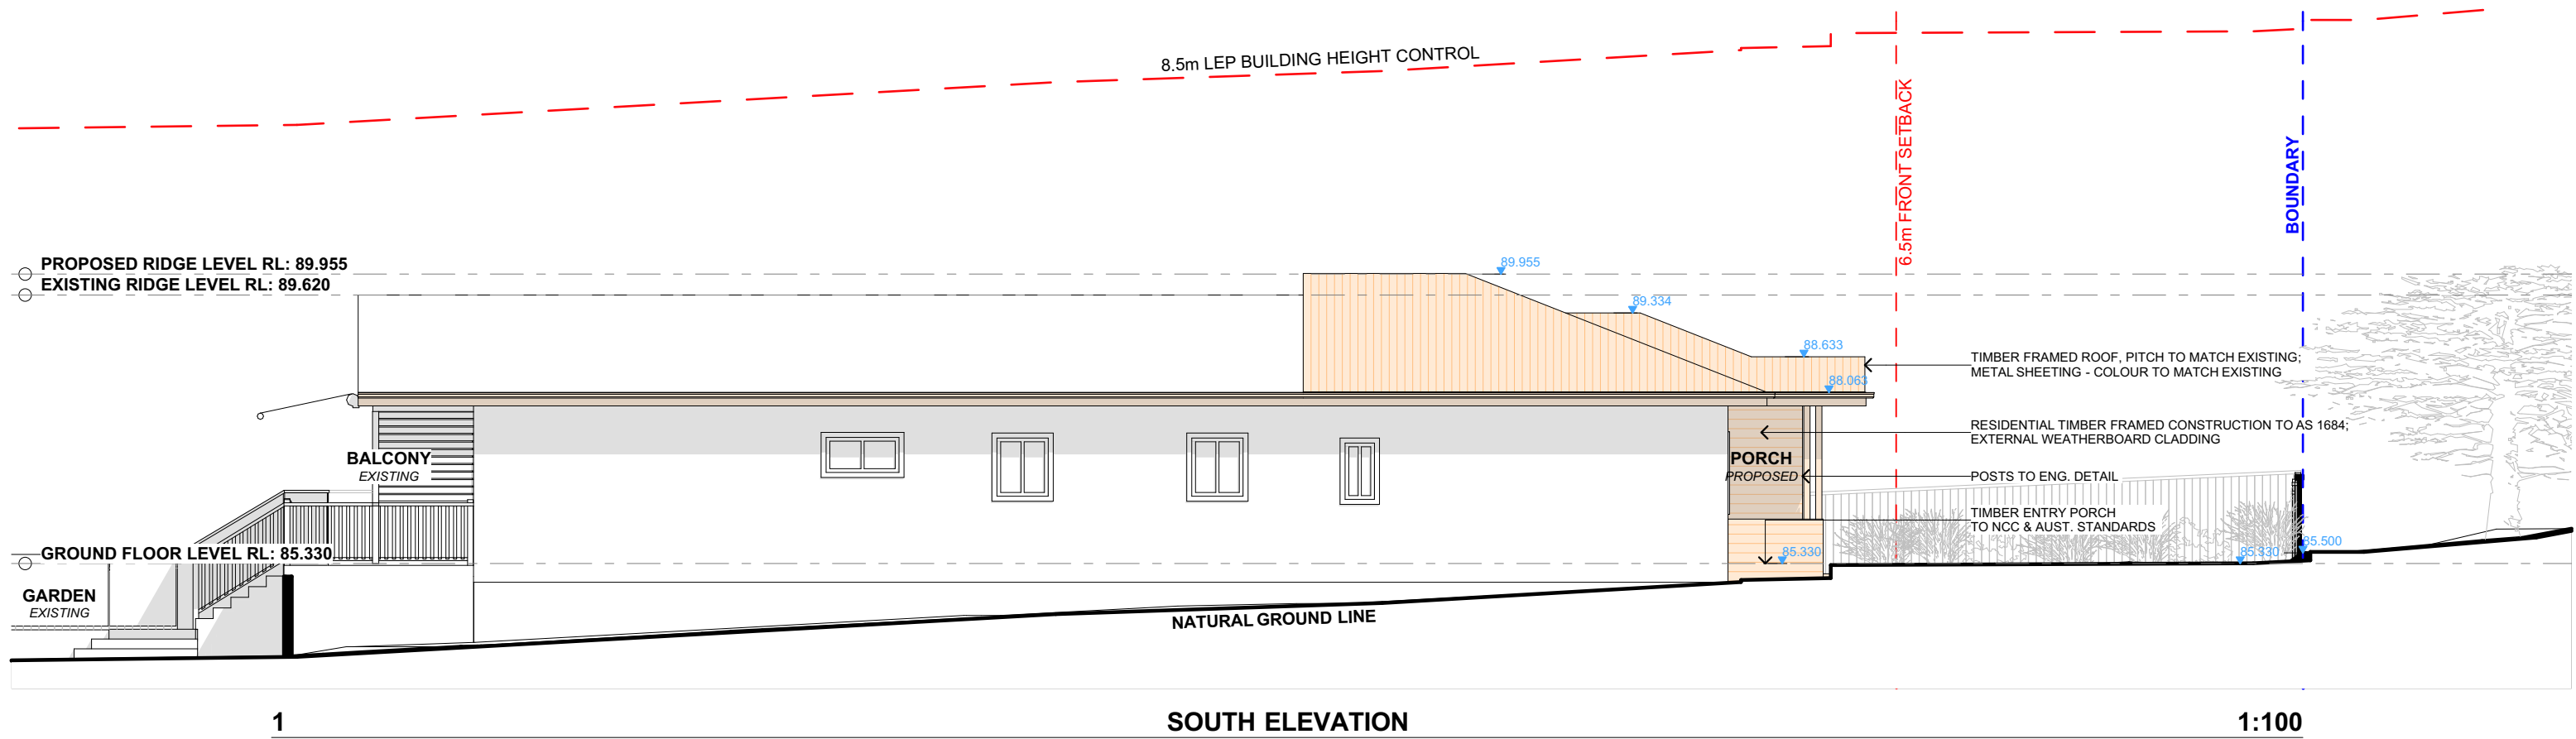 8.5m LEP BUILDING HEIGHT CONTROL
6.5m FRONT SETBACK
BOUNDARY
PROPOSED RIDGE LEVEL RL: 89.955
EXISTING RIDGE LEVEL RL: 89.620
89.955
89.334
88.633
88.063
TIMBER FRAMED ROOF, PITCH TO MATCH EXISTING;
METAL SHEETING - COLOUR TO MATCH EXISTING
RESIDENTIAL TIMBER FRAMED CONSTRUCTION TO AS 1684;
EXTERNAL WEATHERBOARD CLADDING
BALCONY
EXISTING
PORCH
PROPOSED
POSTS TO ENG. DETAIL
TIMBER ENTRY PORCH
TO NCC & AUST. STANDARDS
GROUND FLOOR LEVEL RL: 85.330
85.330
85.330
85.500
GARDEN
EXISTING
NATURAL GROUND LINE
1
SOUTH ELEVATION
1:100